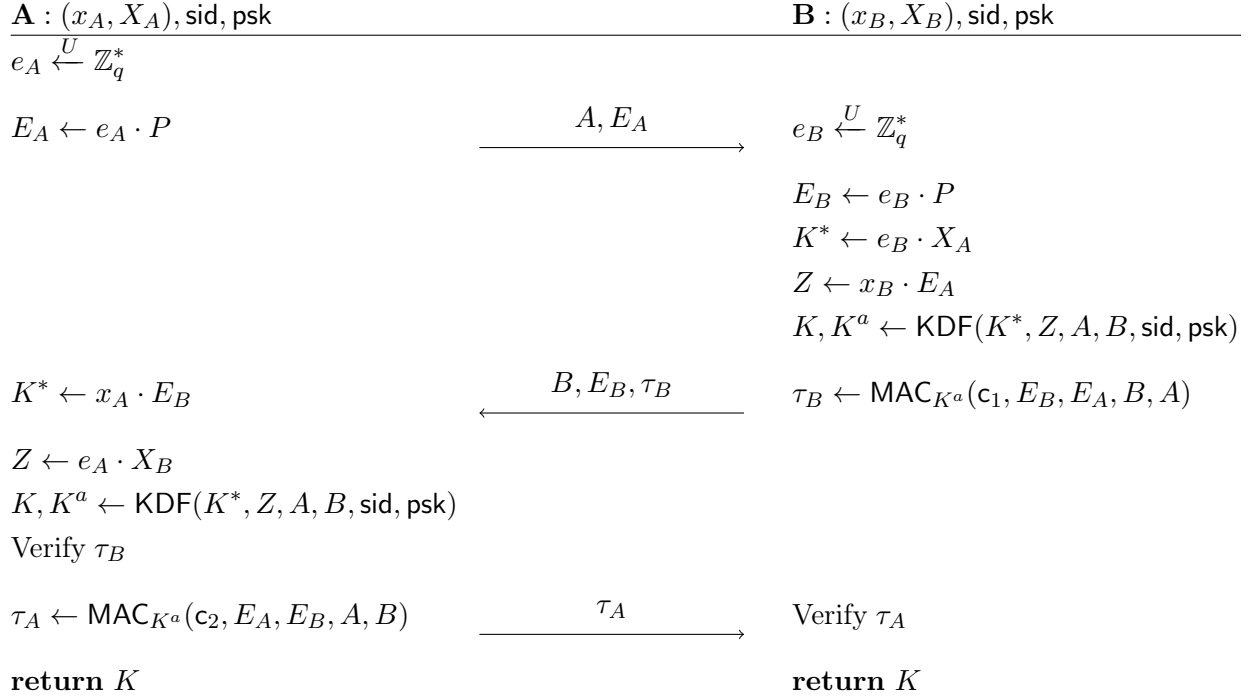 A : (x_A, X_A), sid, psk    B : (x_B, X_B), sid, psk
e_A ←^U ℤ_q^*
E_A ← e_A · P    A, E_A    e_B ←^U ℤ_q^*
E_B ← e_B · P
K^* ← e_B · X_A
Z ← x_B · E_A
K, K^a ← KDF(K^*, Z, A, B, sid, psk)
K^* ← x_A · E_B    B, E_B, τ_B    τ_B ← MAC_{K^a}(c_1, E_B, E_A, B, A)
Z ← e_A · X_B
K, K^a ← KDF(K^*, Z, A, B, sid, psk)
Verify τ_B
τ_A ← MAC_{K^a}(c_2, E_A, E_B, A, B)    τ_A    Verify τ_A
return K    return K